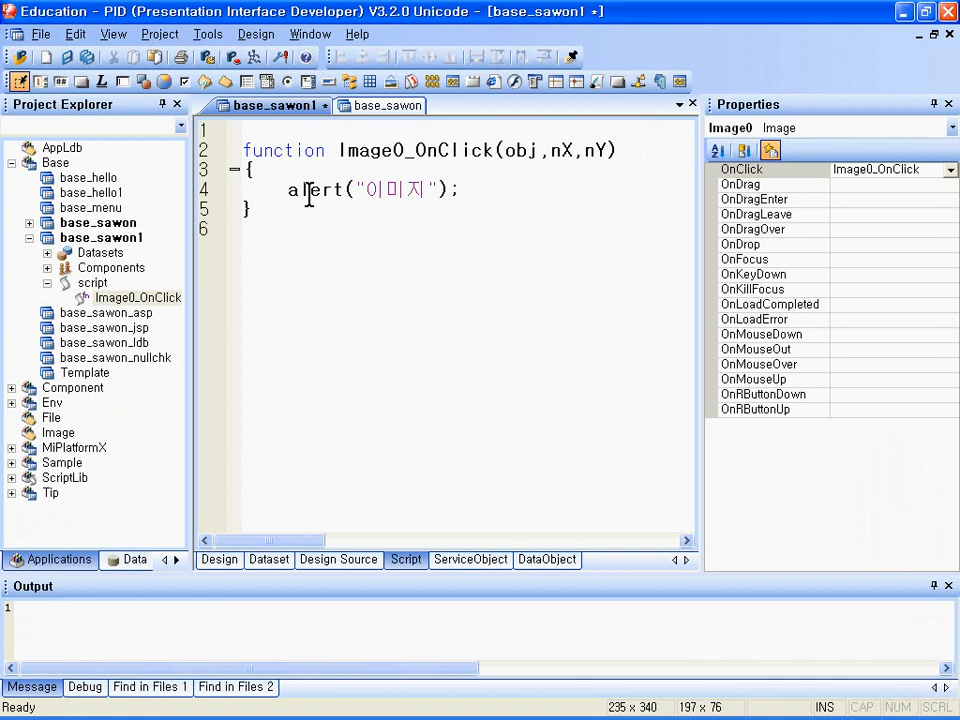 Education - PID (Presentation Interface Developer) V3.2.0 Unicode - [base_sawon1 *]
File Edit View Project Tools Design Window Help
Project Explorer
base_sawon1 *
base_sawon
Properties
Image0 Image
AppLdb
Base
base_hello
base_hello1
base_menu
base_sawon
base_sawon1
Datasets
Components
script
Image0_OnClick
base_sawon_asp
base_sawon_jsp
base_sawon_ldb
base_sawon_nullchk
Template
Component
Env
File
Image
MiPlatformX
Sample
ScriptLib
Tip
1
2 function Image0_OnClick(obj,nX,nY)
3 {
4 alert("이미지");
5 }
6
OnClick Image0_OnClick
OnDrag
OnDragEnter
OnDragLeave
OnDragOver
OnDrop
OnFocus
OnKeyDown
OnKillFocus
OnLoadCompleted
OnLoadError
OnMouseDown
OnMouseOut
OnMouseOver
OnMouseUp
OnRButtonDown
OnRButtonUp
Applications Data
Design Dataset Design Source Script ServiceObject DataObject
Output
1
Message Debug Find in Files 1 Find in Files 2
Ready 235 x 340 197 x 76 INS CAP NUM SCRL